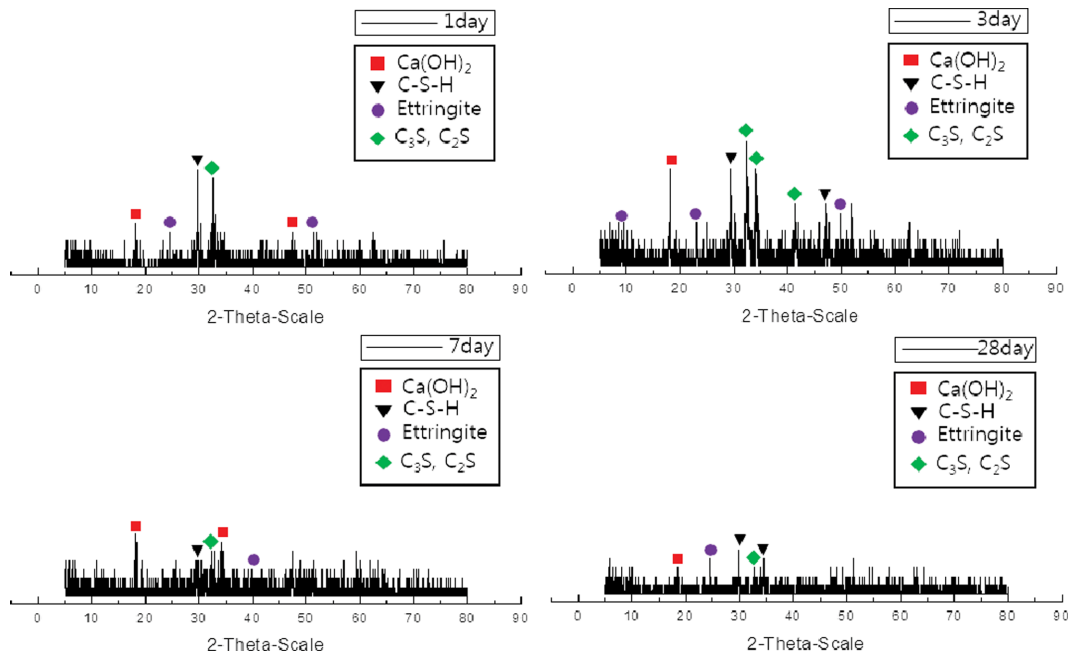 1day
Ca(OH)₂
C-S-H
Ettringite
C₃S, C₂S
0 10 20 30 40 50 60 70 80 90
2-Theta-Scale
3day
Ca(OH)₂
C-S-H
Ettringite
C₃S, C₂S
0 10 20 30 40 50 60 70 80 90
2-Theta-Scale
7day
Ca(OH)₂
C-S-H
Ettringite
C₃S, C₂S
0 10 20 30 40 50 60 70 80 90
2-Theta-Scale
28day
Ca(OH)₂
C-S-H
Ettringite
C₃S, C₂S
0 10 20 30 40 50 60 70 80 90
2-Theta-Scale